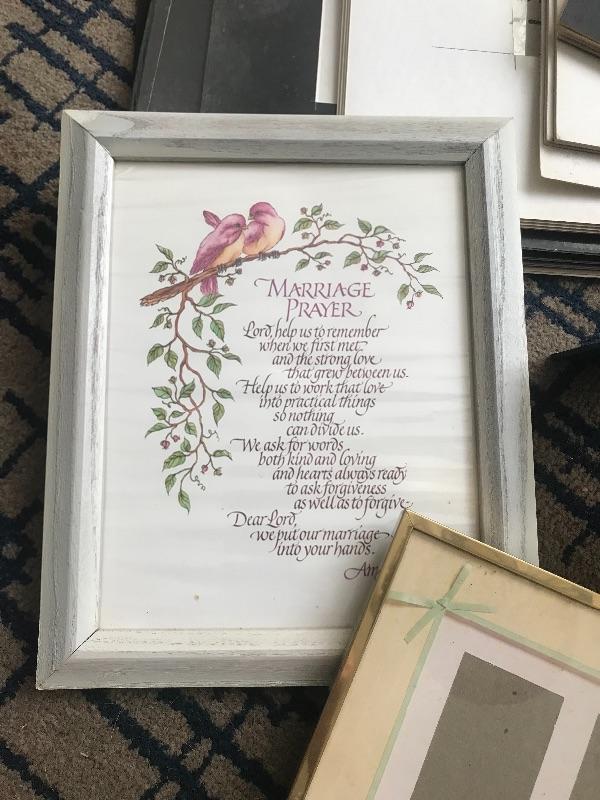 MARRIAGE
PRAYER
Lord, help us to remember
when we first met
and the strong love
that grew between us.
Help us to work that love
into practical things
so nothing
can divide us.
We ask for words
both kind and loving
and hearts always ready
to ask forgiveness
as well as to forgive.
Dear Lord,
we put our marriage
into your hands.
Am